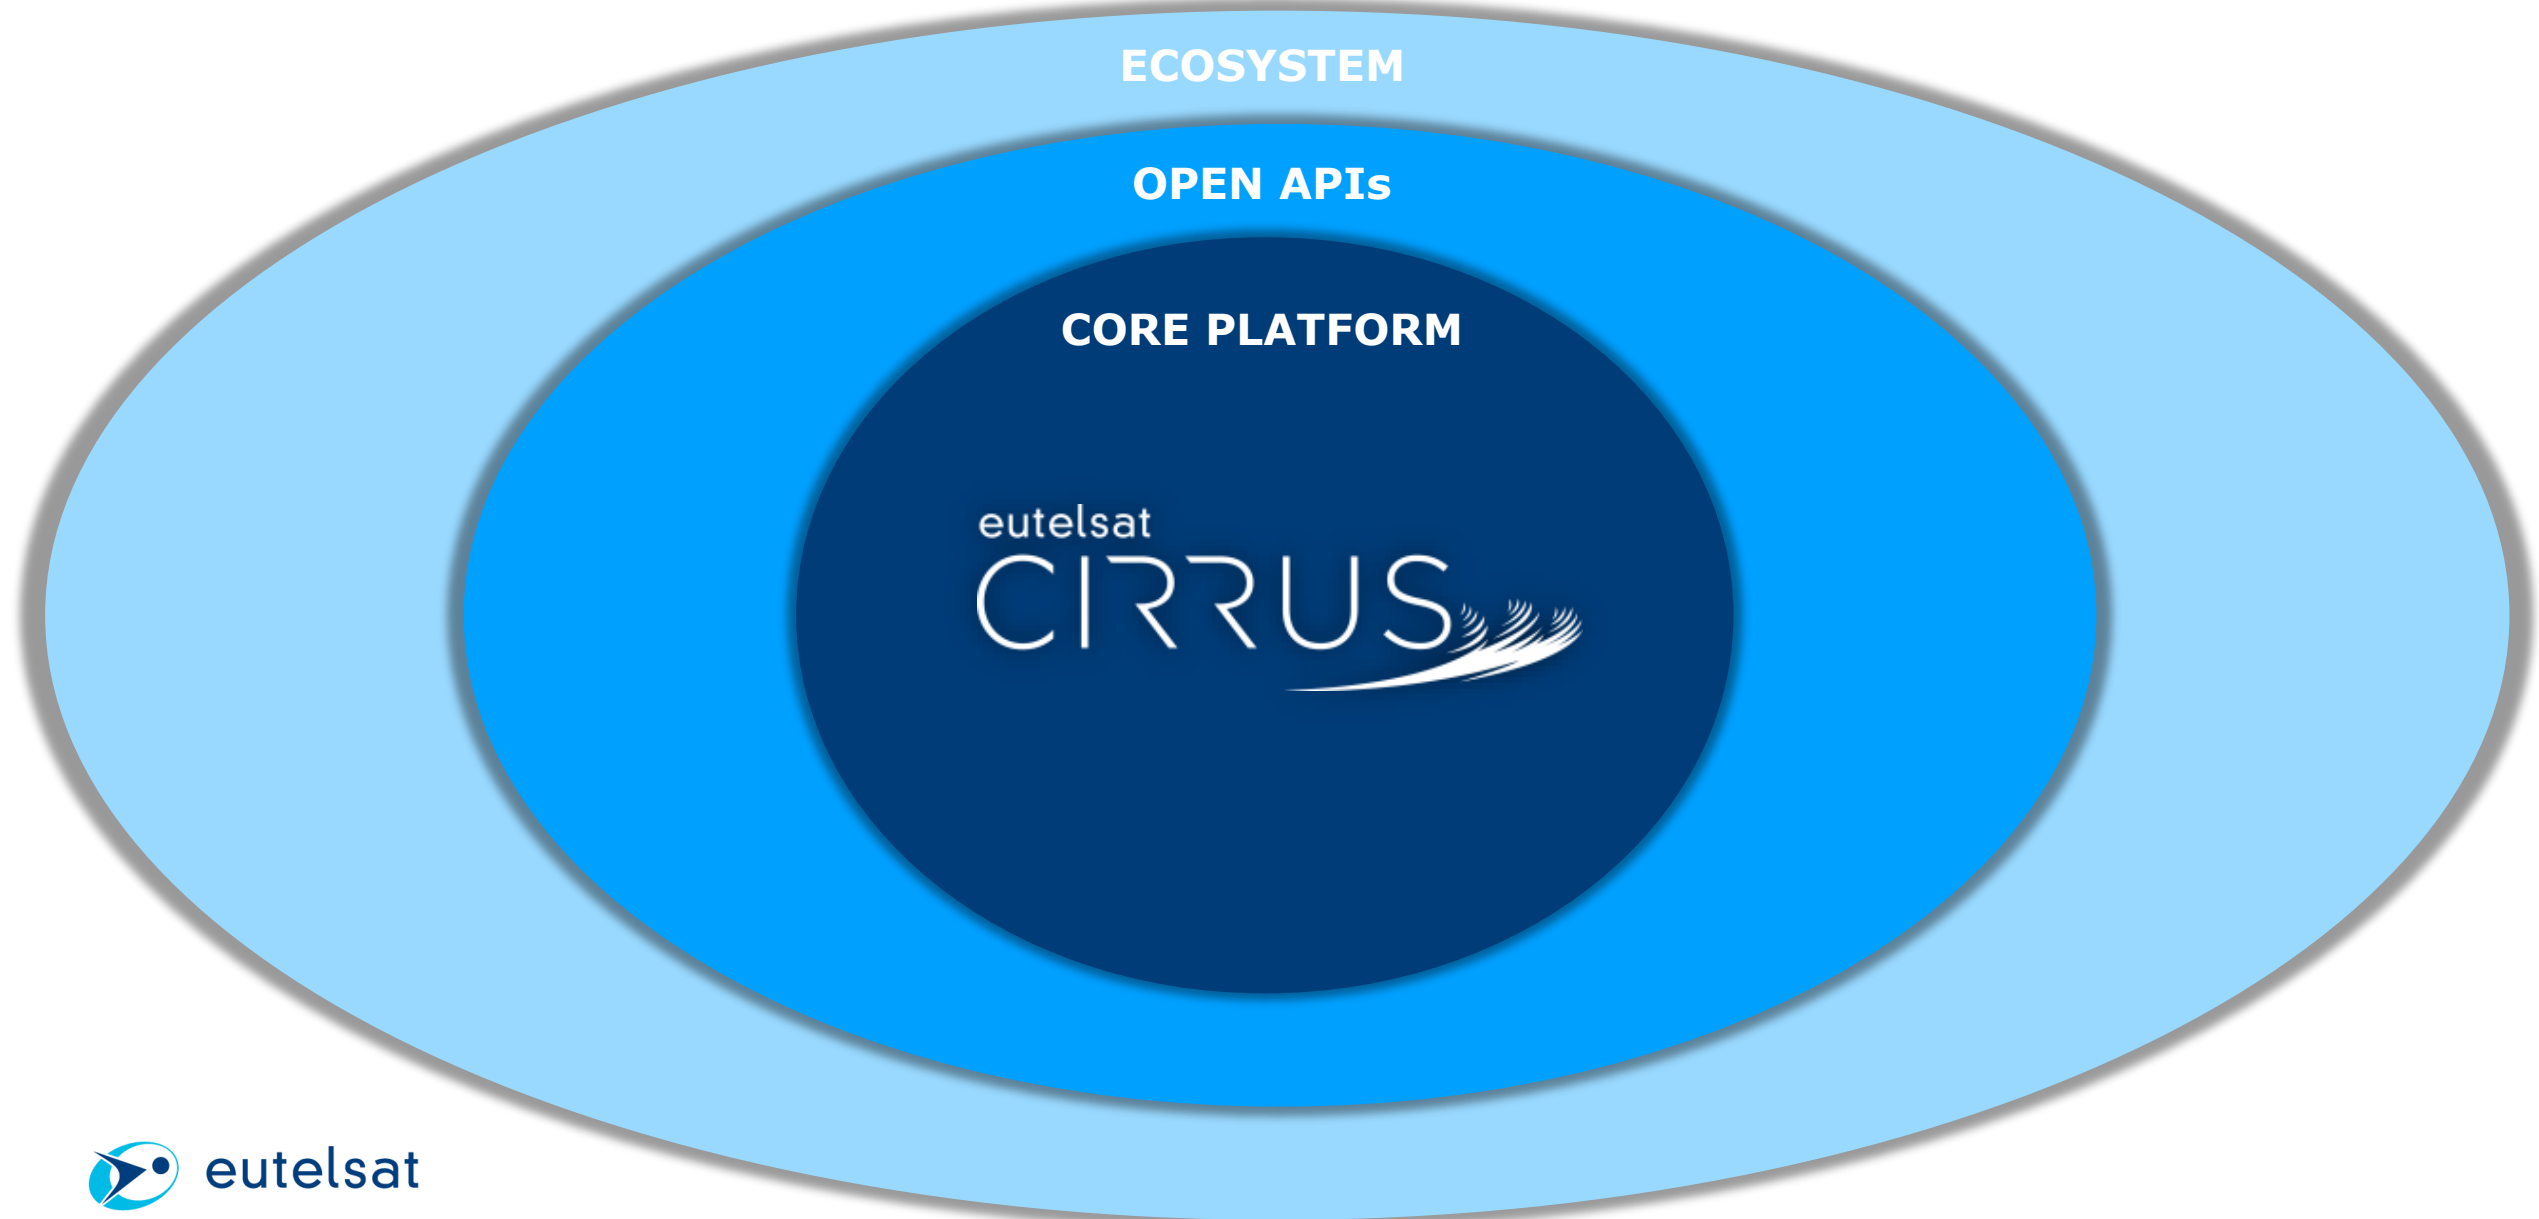 ECOSYSTEM
OPEN APIs
CORE PLATFORM
eutelsat
CIRRUS
eutelsat